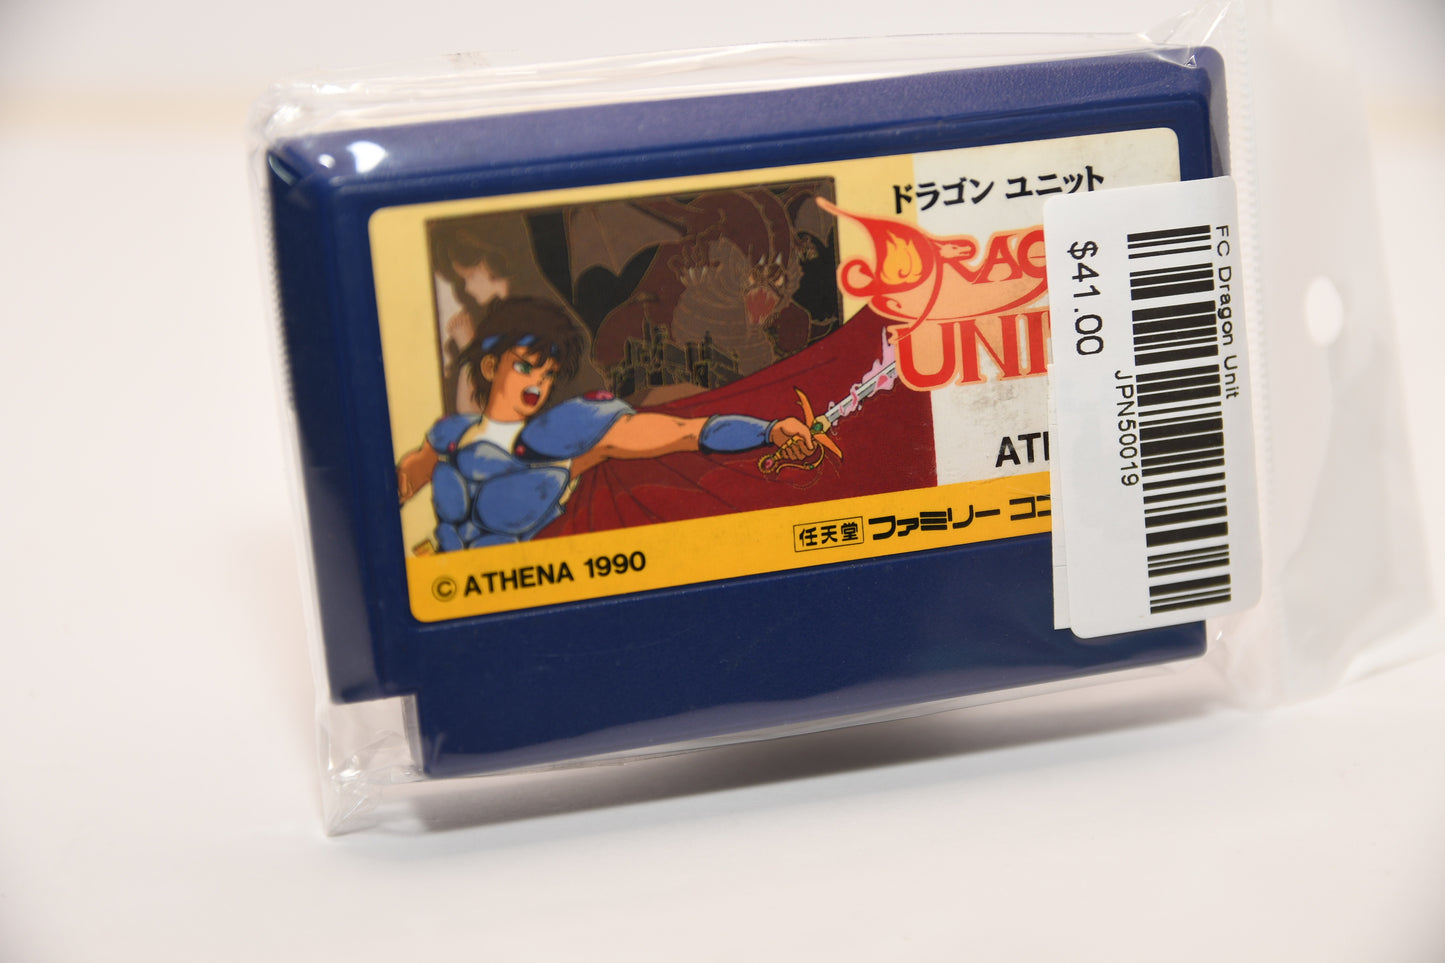 ドラゴン ユニット
DRAG
UNI
ATH
任天堂 ファミリー コン
© ATHENA 1990
FC Dragon Unit
JPN50019
$41.00